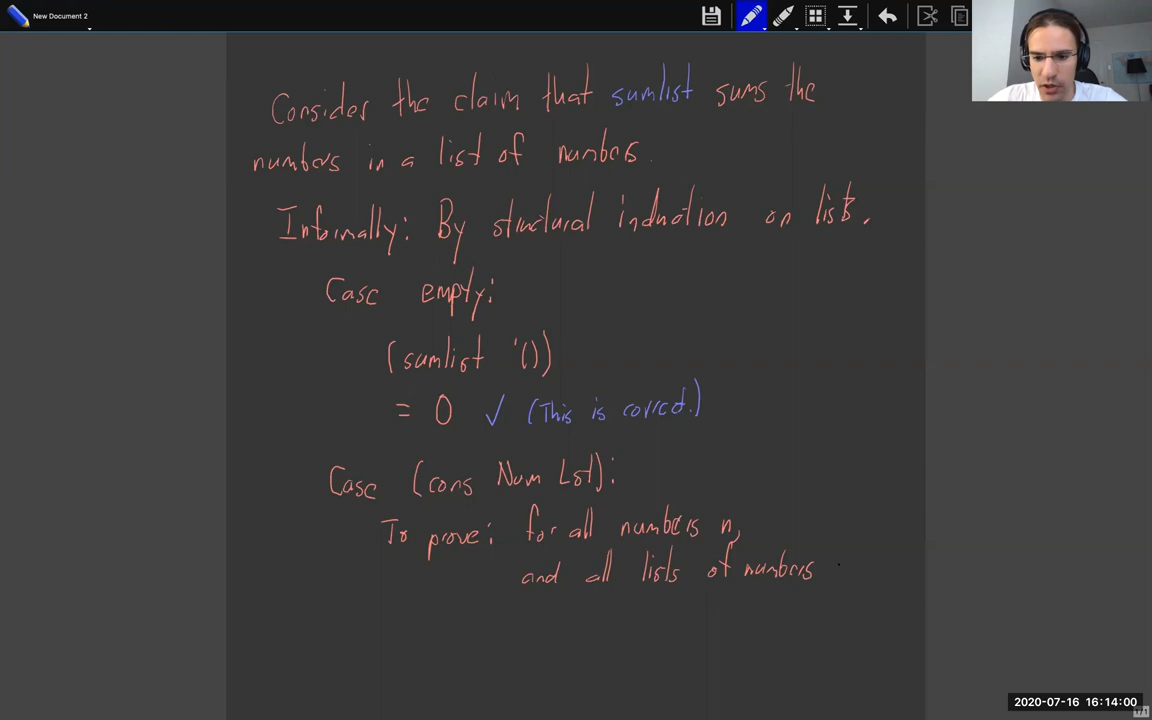 New Document 2
Consider the claim that sumlist sums the
numbers in a list of numbers.
Informally: By structural induction on lists.
Case empty:
(sumlist '())
= 0 ✓ (This is correct.)
Case (cons Num Lst):
To prove: for all numbers n,
and all lists of numbers
2020-07-16 16:14:00
1/1